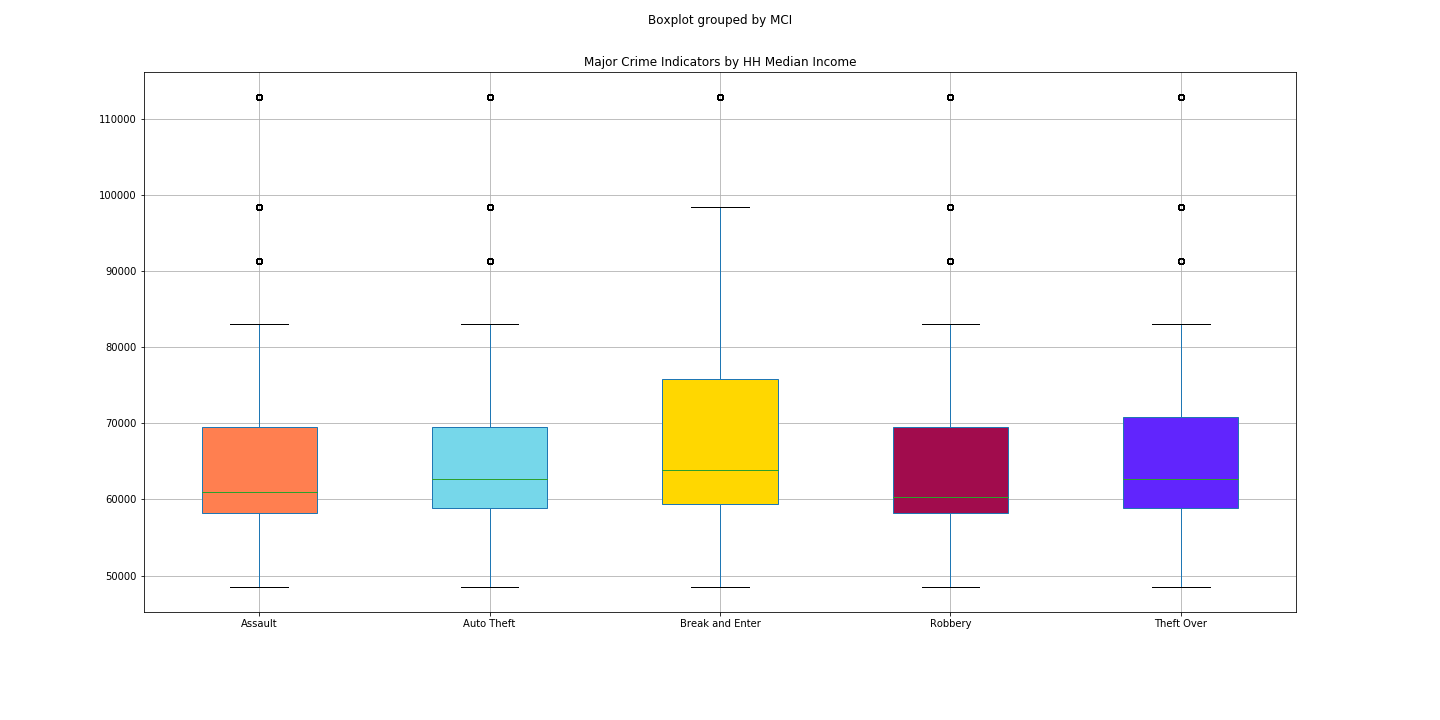 Boxplot grouped by MCI
Major Crime Indicators by HH Median Income
110000
100000
90000
80000
70000
60000
50000
Assault
Auto Theft
Break and Enter
Robbery
Theft Over